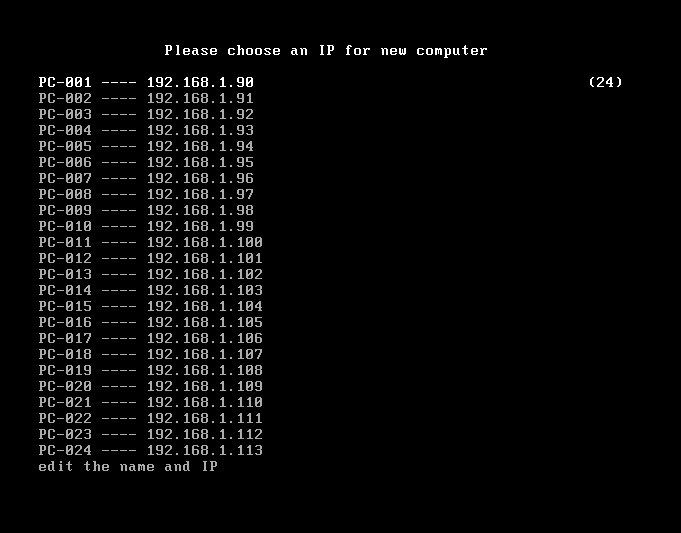 Please choose an IP for new computer
PC-001 ---- 192.168.1.90 (24)
PC-002 ---- 192.168.1.91
PC-003 ---- 192.168.1.92
PC-004 ---- 192.168.1.93
PC-005 ---- 192.168.1.94
PC-006 ---- 192.168.1.95
PC-007 ---- 192.168.1.96
PC-008 ---- 192.168.1.97
PC-009 ---- 192.168.1.98
PC-010 ---- 192.168.1.99
PC-011 ---- 192.168.1.100
PC-012 ---- 192.168.1.101
PC-013 ---- 192.168.1.102
PC-014 ---- 192.168.1.103
PC-015 ---- 192.168.1.104
PC-016 ---- 192.168.1.105
PC-017 ---- 192.168.1.106
PC-018 ---- 192.168.1.107
PC-019 ---- 192.168.1.108
PC-020 ---- 192.168.1.109
PC-021 ---- 192.168.1.110
PC-022 ---- 192.168.1.111
PC-023 ---- 192.168.1.112
PC-024 ---- 192.168.1.113
edit the name and IP